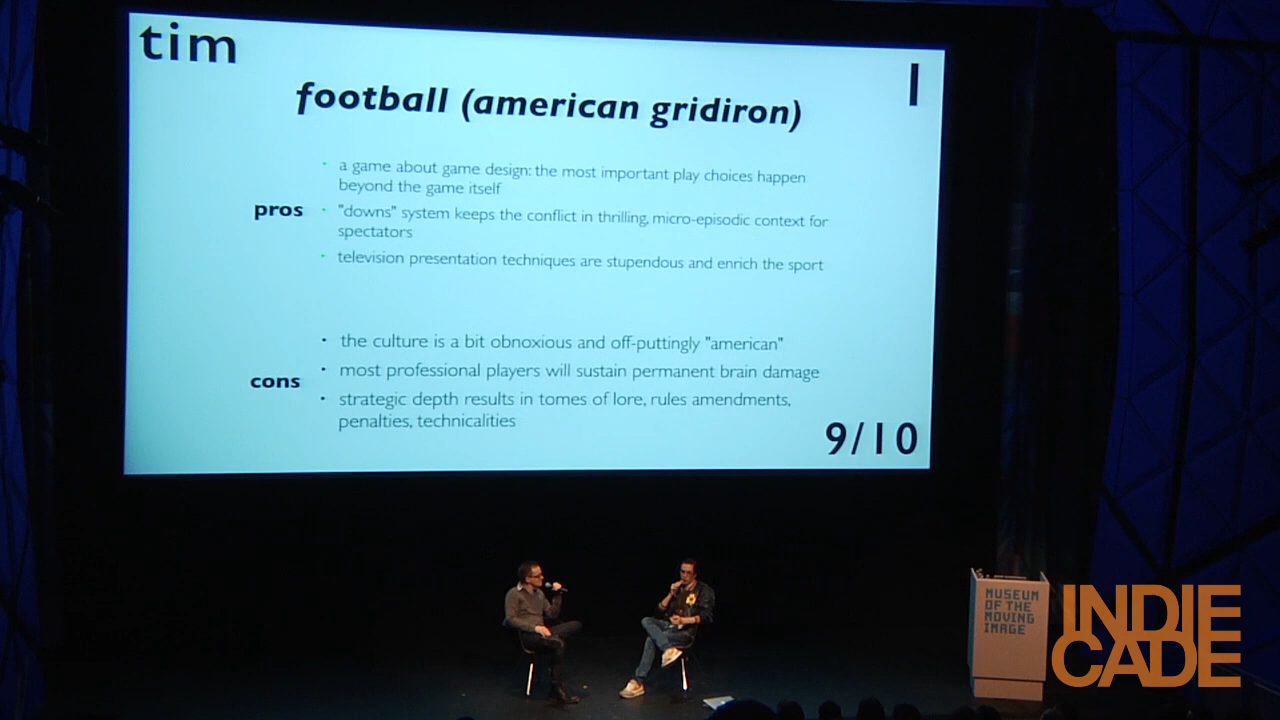 tim
1
football (american gridiron)
a game about game design: the most important play choices happen
beyond the game itself
pros
"downs" system keeps the conflict in thrilling, micro-episodic context for
spectators
television presentation techniques are stupendous and enrich the sport
the culture is a bit obnoxious and off-puttingly "american"
cons
most professional players will sustain permanent brain damage
strategic depth results in tomes of lore, rules amendments,
penalties, technicalities
9/10
MUSEUM
OF THE
MOVING
IMAGE
INDIE
CADE